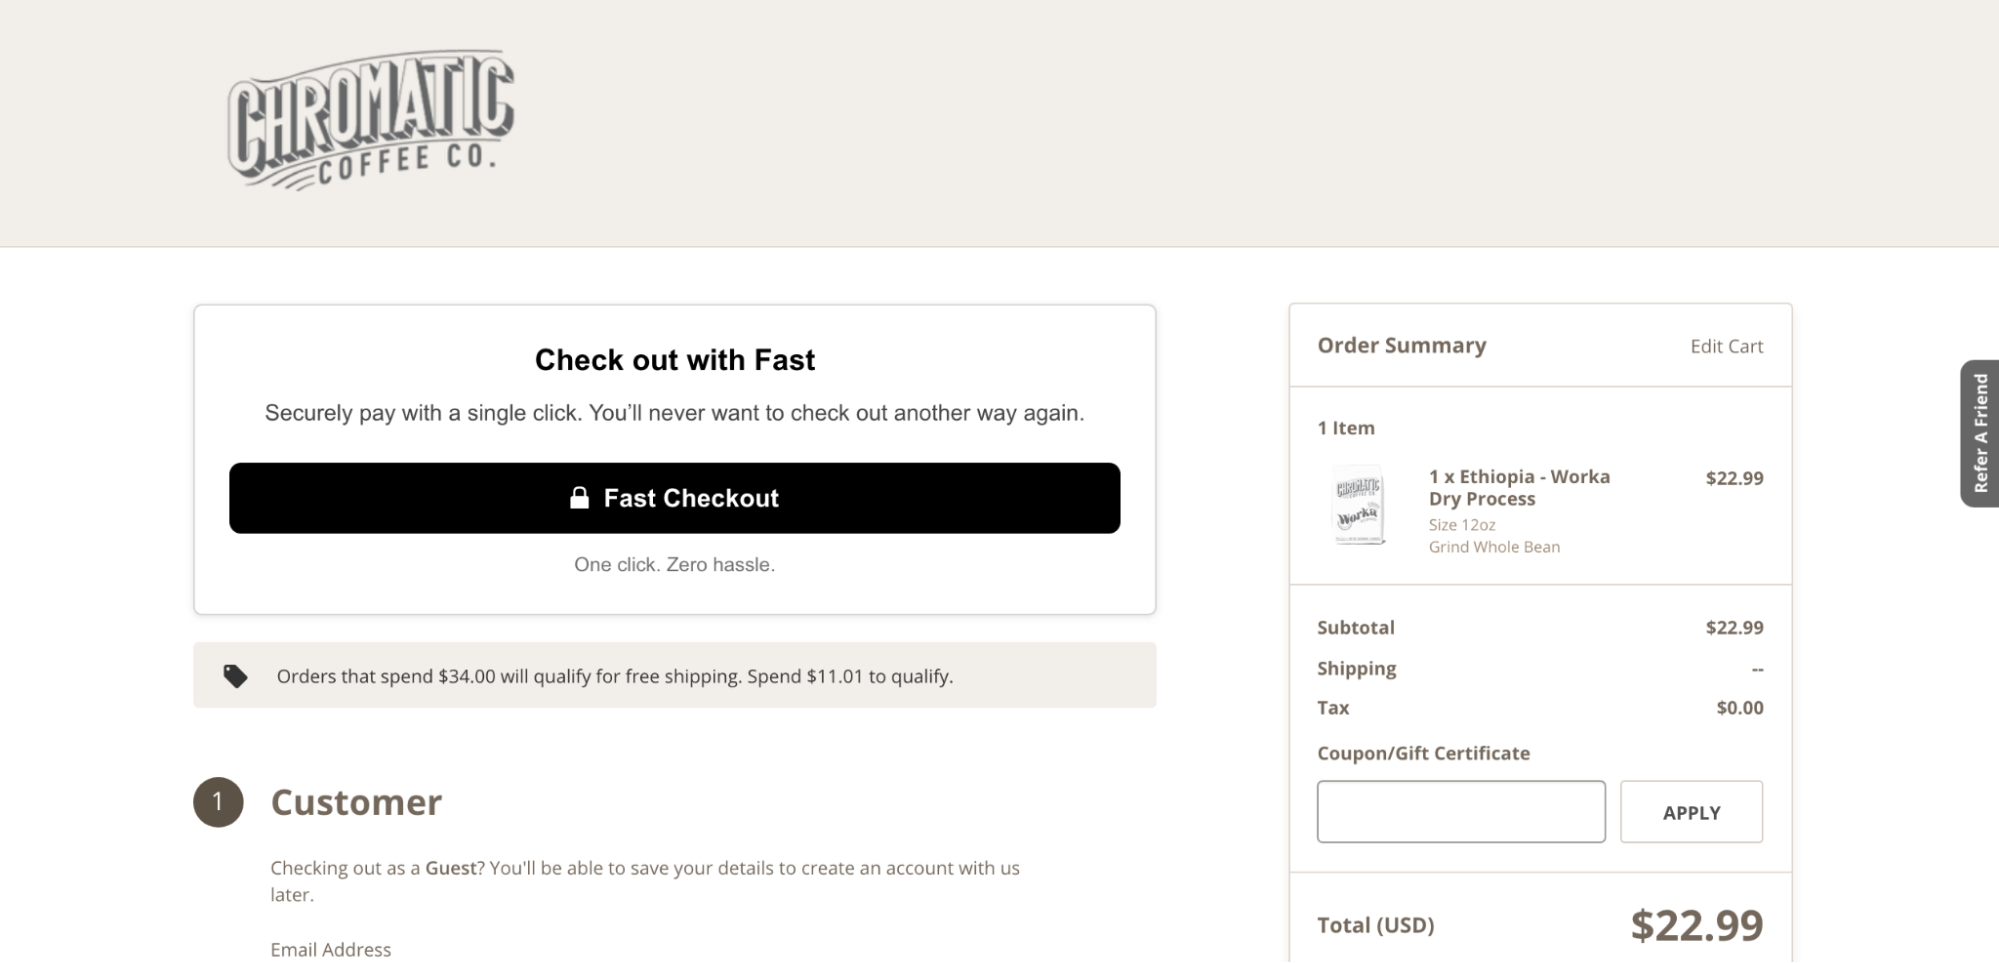 CHROMATIC
COFFEE CO.
Check out with Fast
Securely pay with a single click. You’ll never want to check out another way again.
Fast Checkout
One click. Zero hassle.
Orders that spend $34.00 will qualify for free shipping. Spend $11.01 to qualify.
1
Customer
Checking out as a Guest? You'll be able to save your details to create an account with us
later.
Email Address
Order Summary
Edit Cart
1 Item
CHROMATIC
COFFEE CO.
Worka
1 x Ethiopia - Worka
Dry Process
$22.99
Size 12oz
Grind Whole Bean
Subtotal
$22.99
Shipping
--
Tax
$0.00
Coupon/Gift Certificate
APPLY
Total (USD)
$22.99
Refer A Friend